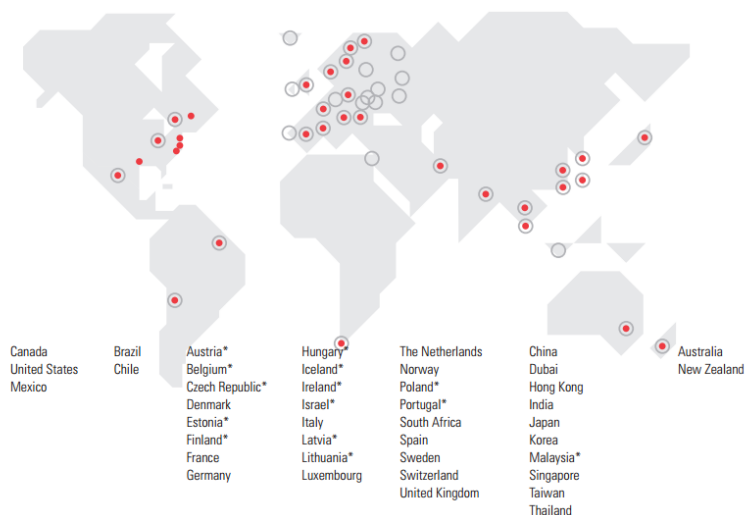 Canada
United States
Mexico
Brazil
Chile
Austria*
Belgium*
Czech Republic*
Denmark
Estonia*
Finland*
France
Germany
Hungary*
Iceland*
Ireland*
Israel*
Italy
Latvia*
Lithuania*
Luxembourg
The Netherlands
Norway
Poland*
Portugal*
South Africa
Spain
Sweden
Switzerland
United Kingdom
China
Dubai
Hong Kong
India
Japan
Korea
Malaysia*
Singapore
Taiwan
Thailand
Australia
New Zealand